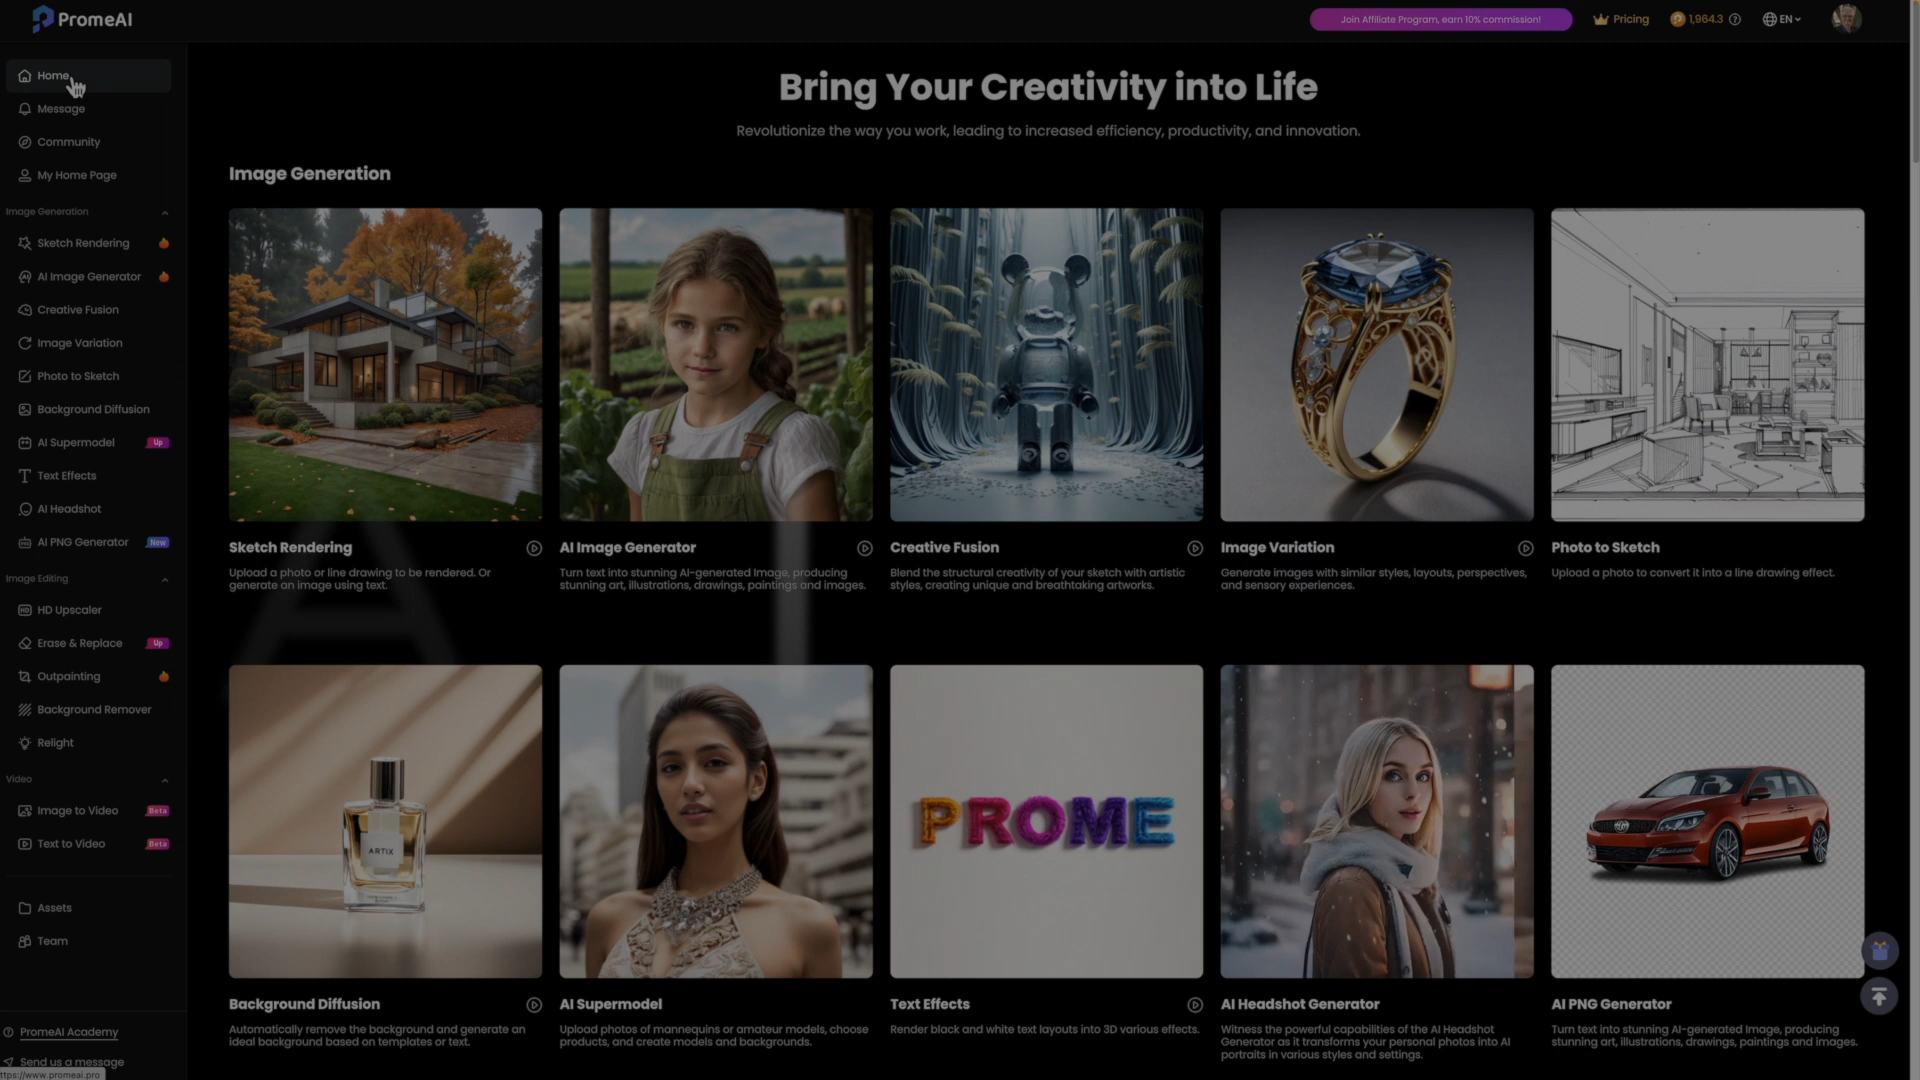 PromeAI
Join Affiliate Program, earn 10% commission!
Pricing
1,964.3
EN
Home
Message
Community
My Home Page
Image Generation
Sketch Rendering
AI Image Generator
Creative Fusion
Image Variation
Photo to Sketch
Background Diffusion
AI Supermodel Up
Text Effects
AI Headshot
AI PNG Generator New
Image Editing
HD Upscaler
Erase & Replace Up
Outpainting
Background Remover
Relight
Video
Image to Video Beta
Text to Video Beta
Assets
Team
PromeAI Academy
Send us a message
ttps://www.promeai.pro
Bring Your Creativity into Life
Revolutionize the way you work, leading to increased efficiency, productivity, and innovation.
Image Generation
Sketch Rendering
Upload a photo or line drawing to be rendered. Or
generate an image using text.
AI Image Generator
Turn text into stunning AI-generated Image, producing
stunning art, illustrations, drawings, paintings and images.
Creative Fusion
Blend the structural creativity of your sketch with artistic
styles, creating unique and breathtaking artworks.
Image Variation
Generate images with similar styles, layouts, perspectives,
and sensory experiences.
Photo to Sketch
Upload a photo to convert it into a line drawing effect.
ARTIX
PROME
Background Diffusion
Automatically remove the background and generate an
ideal background based on templates or text.
AI Supermodel
Upload photos of mannequins or amateur models, choose
products, and create models and backgrounds.
Text Effects
Render black and white text layouts into 3D various effects.
AI Headshot Generator
Witness the powerful capabilities of the AI Headshot
Generator as it transforms your personal photos into AI
portraits in various styles and settings.
AI PNG Generator
Turn text into stunning AI-generated Image, producing
stunning art, illustrations, drawings, paintings and images.
AI